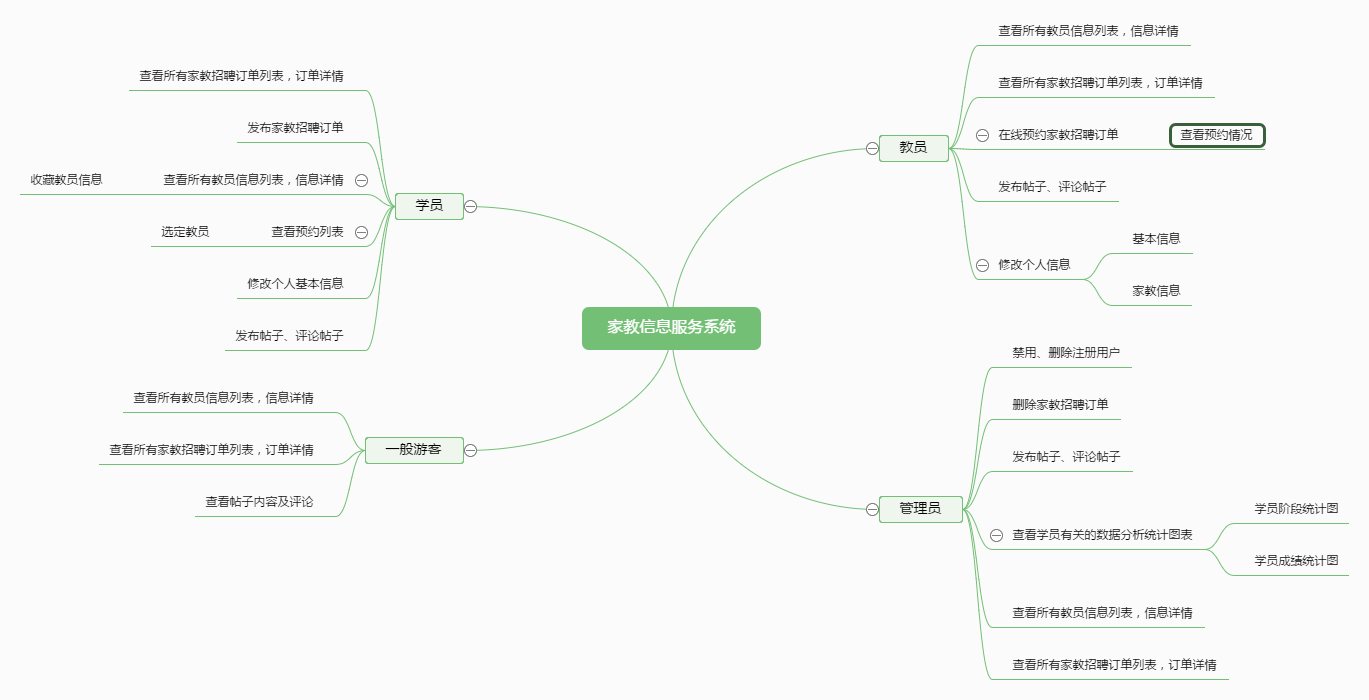 家教信息服务系统
学员
查看所有家教招聘订单列表，订单详情
发布家教招聘订单
查看所有教员信息列表，信息详情
收藏教员信息
查看预约列表
选定教员
修改个人基本信息
发布帖子、评论帖子
一般游客
查看所有教员信息列表，信息详情
查看所有家教招聘订单列表，订单详情
查看帖子内容及评论
教员
查看所有教员信息列表，信息详情
查看所有家教招聘订单列表，订单详情
在线预约家教招聘订单
查看预约情况
发布帖子、评论帖子
修改个人信息
基本信息
家教信息
管理员
禁用、删除注册用户
删除家教招聘订单
发布帖子、评论帖子
查看学员有关的数据分析统计图表
学员阶段统计图
学员成绩统计图
查看所有教员信息列表，信息详情
查看所有家教招聘订单列表，订单详情